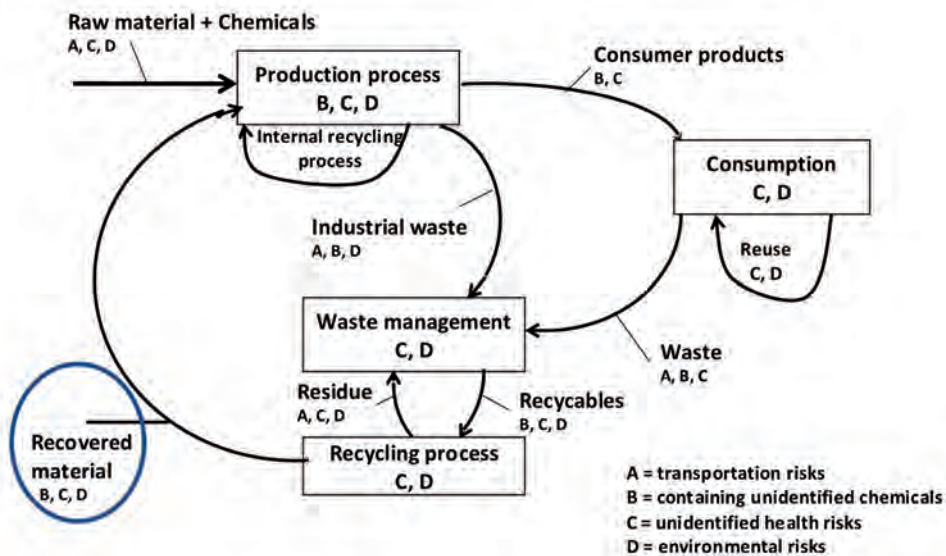 Raw material + Chemicals
A, C, D
Production process
B, C, D
Internal recycling
process
Consumer products
B, C
Consumption
C, D
Reuse
C, D
Industrial waste
A, B, D
Waste management
C, D
Waste
A, B, C
Residue
A, C, D
Recycables
B, C, D
Recovered
material
B, C, D
Recycling process
C, D
A = transportation risks
B = containing unidentified chemicals
C = unidentified health risks
D = environmental risks